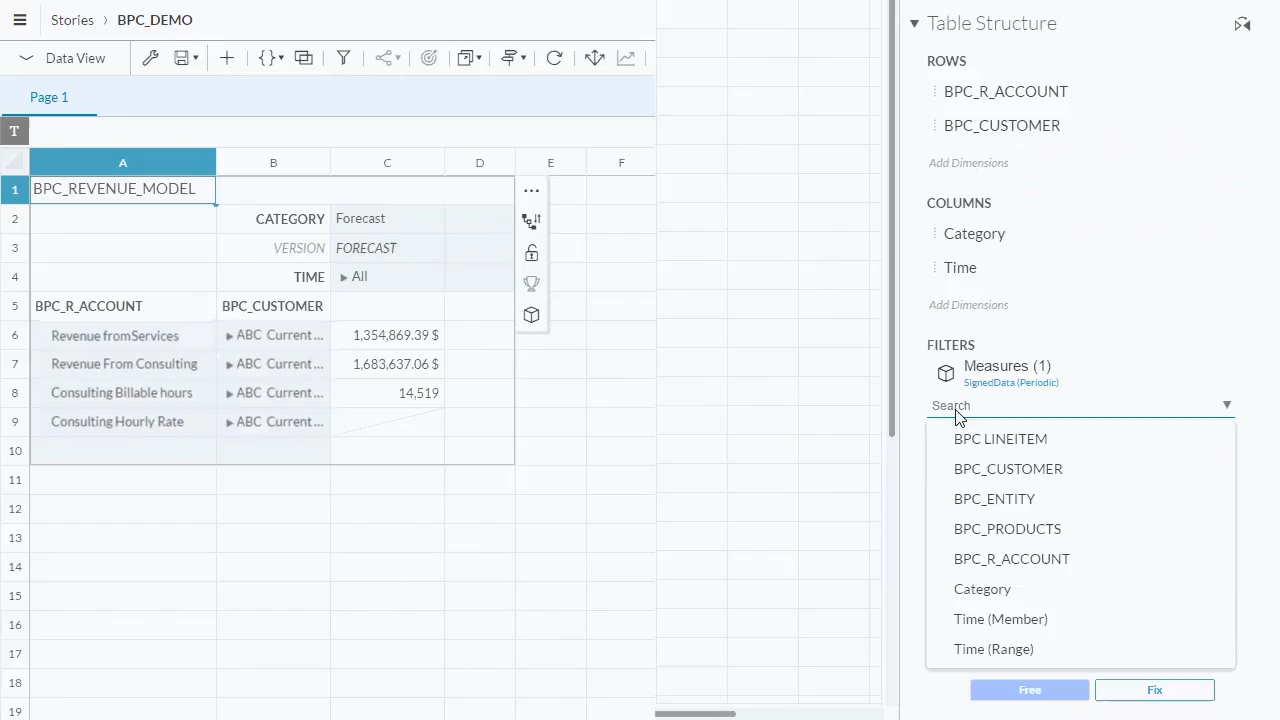 Stories › BPC_DEMO
Data View
Page 1
T
A B C D E F
1 BPC_REVENUE_MODEL
2 CATEGORY Forecast
3 VERSION FORECAST
4 TIME All
5 BPC_R_ACCOUNT BPC_CUSTOMER
6 Revenue from Services ABC Current... 1,354,869.39 $
7 Revenue From Consulting ABC Current... 1,683,637.06 $
8 Consulting Billable hours ABC Current... 14,519
9 Consulting Hourly Rate ABC Current...
10
11
12
13
14
15
16
17
18
19
Table Structure
ROWS
BPC_R_ACCOUNT
BPC_CUSTOMER
Add Dimensions
COLUMNS
Category
Time
Add Dimensions
FILTERS
Measures (1)
SignedData (Periodic)
Search
BPC LINEITEM
BPC_CUSTOMER
BPC_ENTITY
BPC_PRODUCTS
BPC_R_ACCOUNT
Category
Time (Member)
Time (Range)
Free Fix